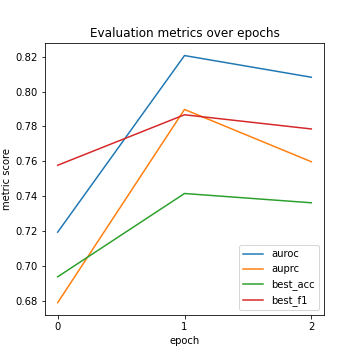 Evaluation metrics over epochs
metric score
0.82
0.80
0.78
0.76
0.74
0.72
0.70
0.68
auroc
auprc
best_acc
best_f1
0 1 2
epoch